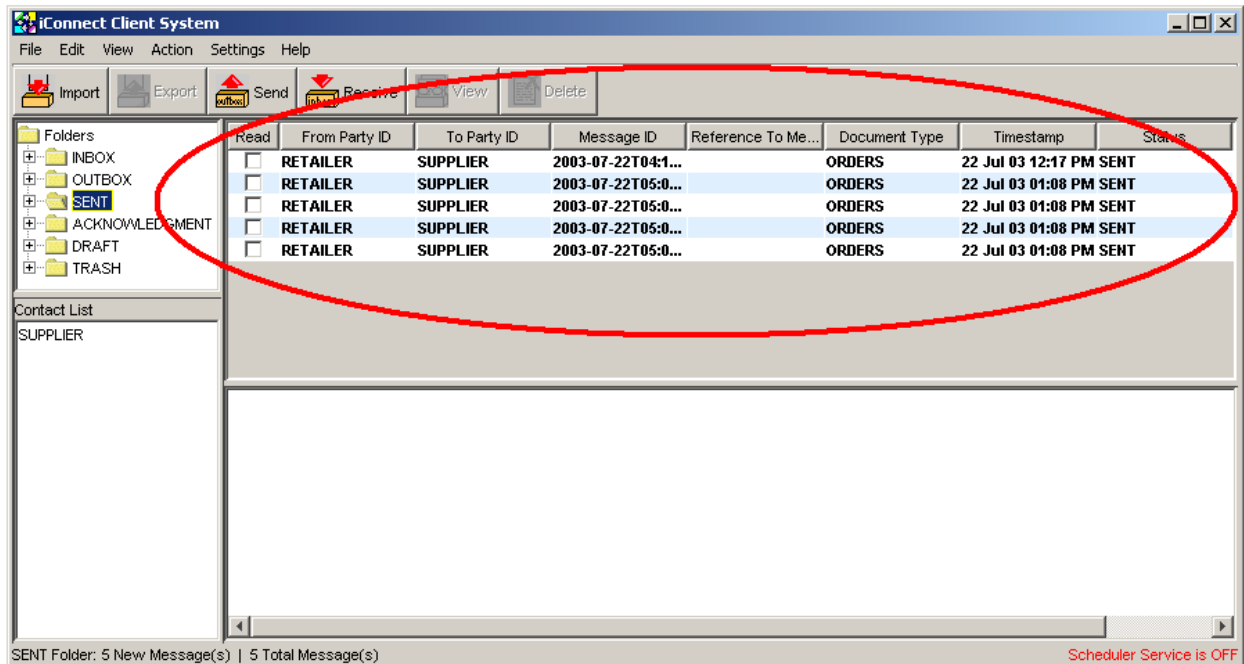 iConnect Client System
File Edit View Action Settings Help
Import Export outbox Send inbox Receive View Delete
Folders
INBOX
OUTBOX
SENT
ACKNOWLEDGMENT
DRAFT
TRASH
Contact List
SUPPLIER
Read From Party ID To Party ID Message ID Reference To Me... Document Type Timestamp Status
RETAILER SUPPLIER 2003-07-22T04:1... ORDERS 22 Jul 03 12:17 PM SENT
RETAILER SUPPLIER 2003-07-22T05:0... ORDERS 22 Jul 03 01:08 PM SENT
RETAILER SUPPLIER 2003-07-22T05:0... ORDERS 22 Jul 03 01:08 PM SENT
RETAILER SUPPLIER 2003-07-22T05:0... ORDERS 22 Jul 03 01:08 PM SENT
RETAILER SUPPLIER 2003-07-22T05:0... ORDERS 22 Jul 03 01:08 PM SENT
SENT Folder: 5 New Message(s) | 5 Total Message(s)
Scheduler Service is OFF